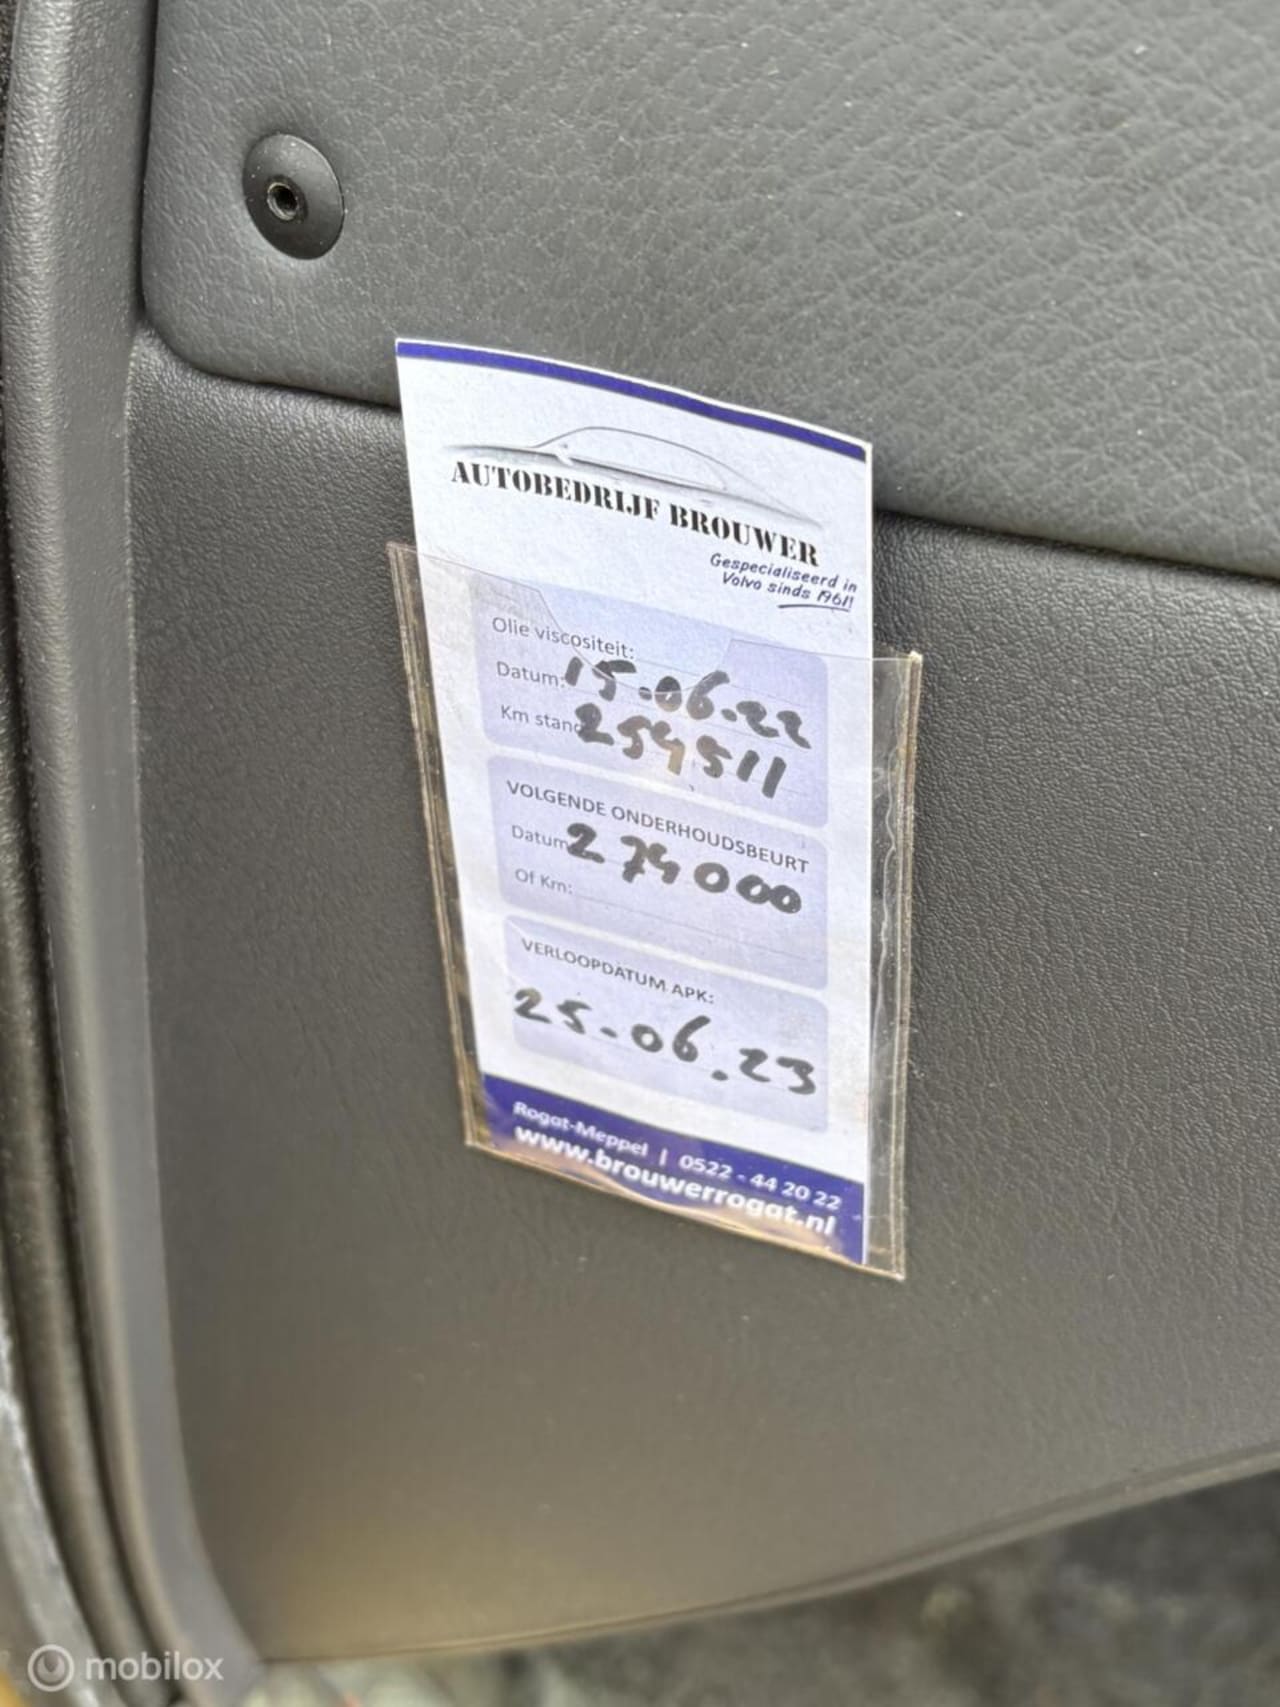 AUTOBEDRIJF BROUWER
Gespecialiseerd in
Volvo sinds 1961!
Olie viscositeit:
Datum: 15.06.22
Km stand 254511
VOLGENDE ONDERHOUDSBEURT
Datum 274000
Of Km:
VERLOOPDATUM APK:
25.06.23
Rogat-Meppel | 0522 - 44 20 22
www.brouwerrogat.nl
mobilox